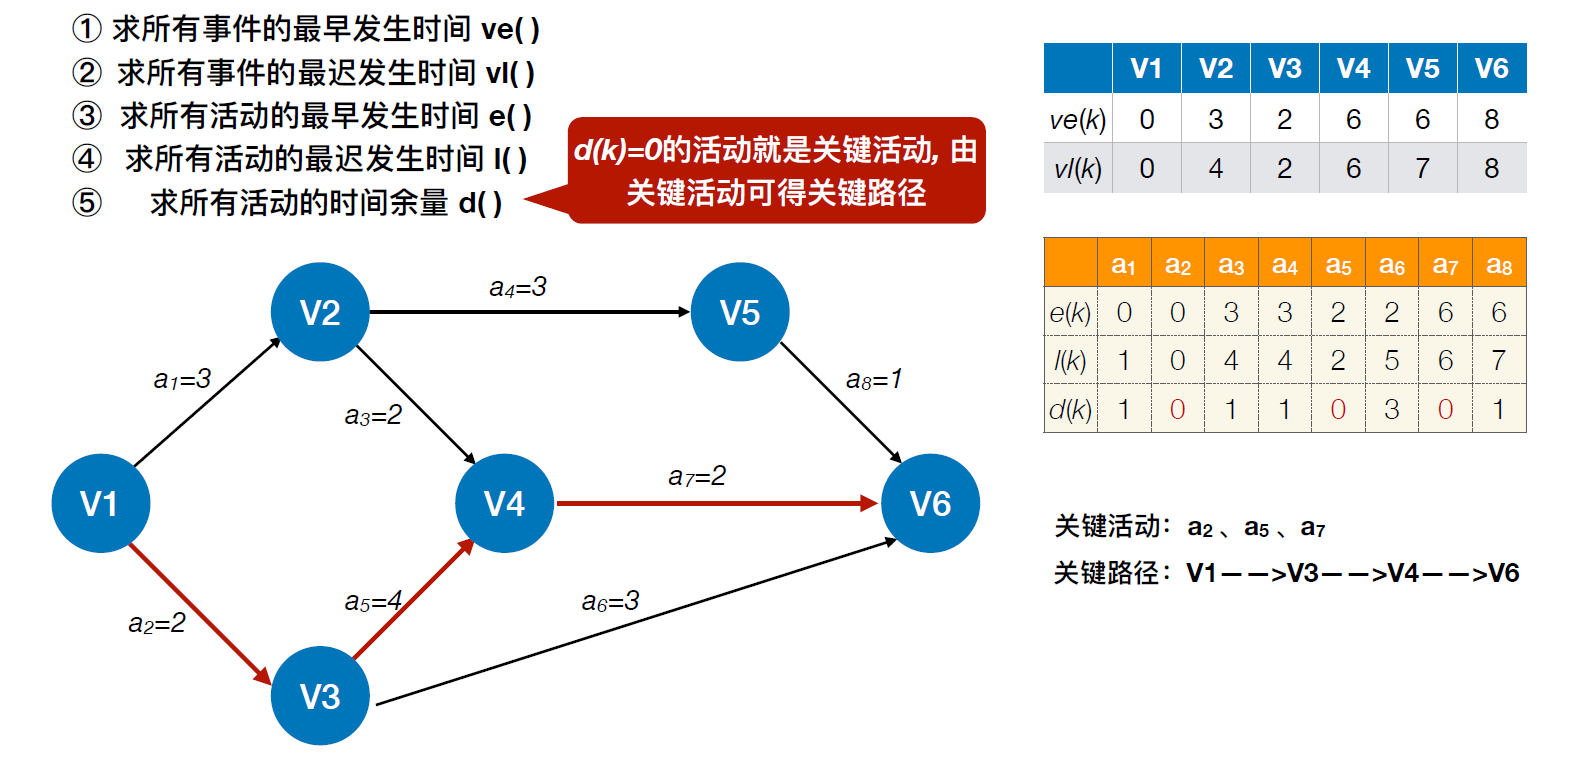 ① 求所有事件的最早发生时间 ve( )
② 求所有事件的最迟发生时间 vl( )
③ 求所有活动的最早发生时间 e( )
④ 求所有活动的最迟发生时间 l( )
⑤ 求所有活动的时间余量 d( )
d(k)=0的活动就是关键活动, 由
关键活动可得关键路径
V1 V2 V3 V4 V5 V6
ve(k) 0 3 2 6 6 8
vl(k) 0 4 2 6 7 8
a1 a2 a3 a4 a5 a6 a7 a8
e(k) 0 0 3 3 2 2 6 6
l(k) 1 0 4 4 2 5 6 7
d(k) 1 0 1 1 0 3 0 1
V2
a4=3
V5
a1=3
a3=2
a8=1
V1
V4
a7=2
V6
a2=2
a5=4
a6=3
V3
关键活动：a2 、a5 、a7
关键路径：V1——>V3——>V4——>V6